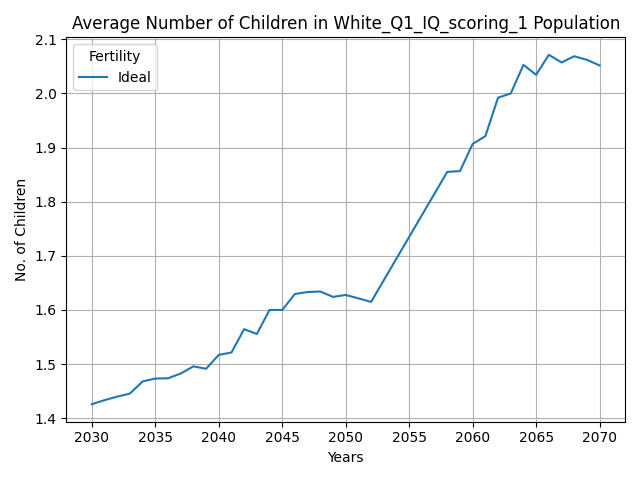 Average Number of Children in White_Q1_IQ_scoring_1 Population
Fertility
Ideal
No. of Children
2.1
2.0
1.9
1.8
1.7
1.6
1.5
1.4
2030 2035 2040 2045 2050 2055 2060 2065 2070
Years